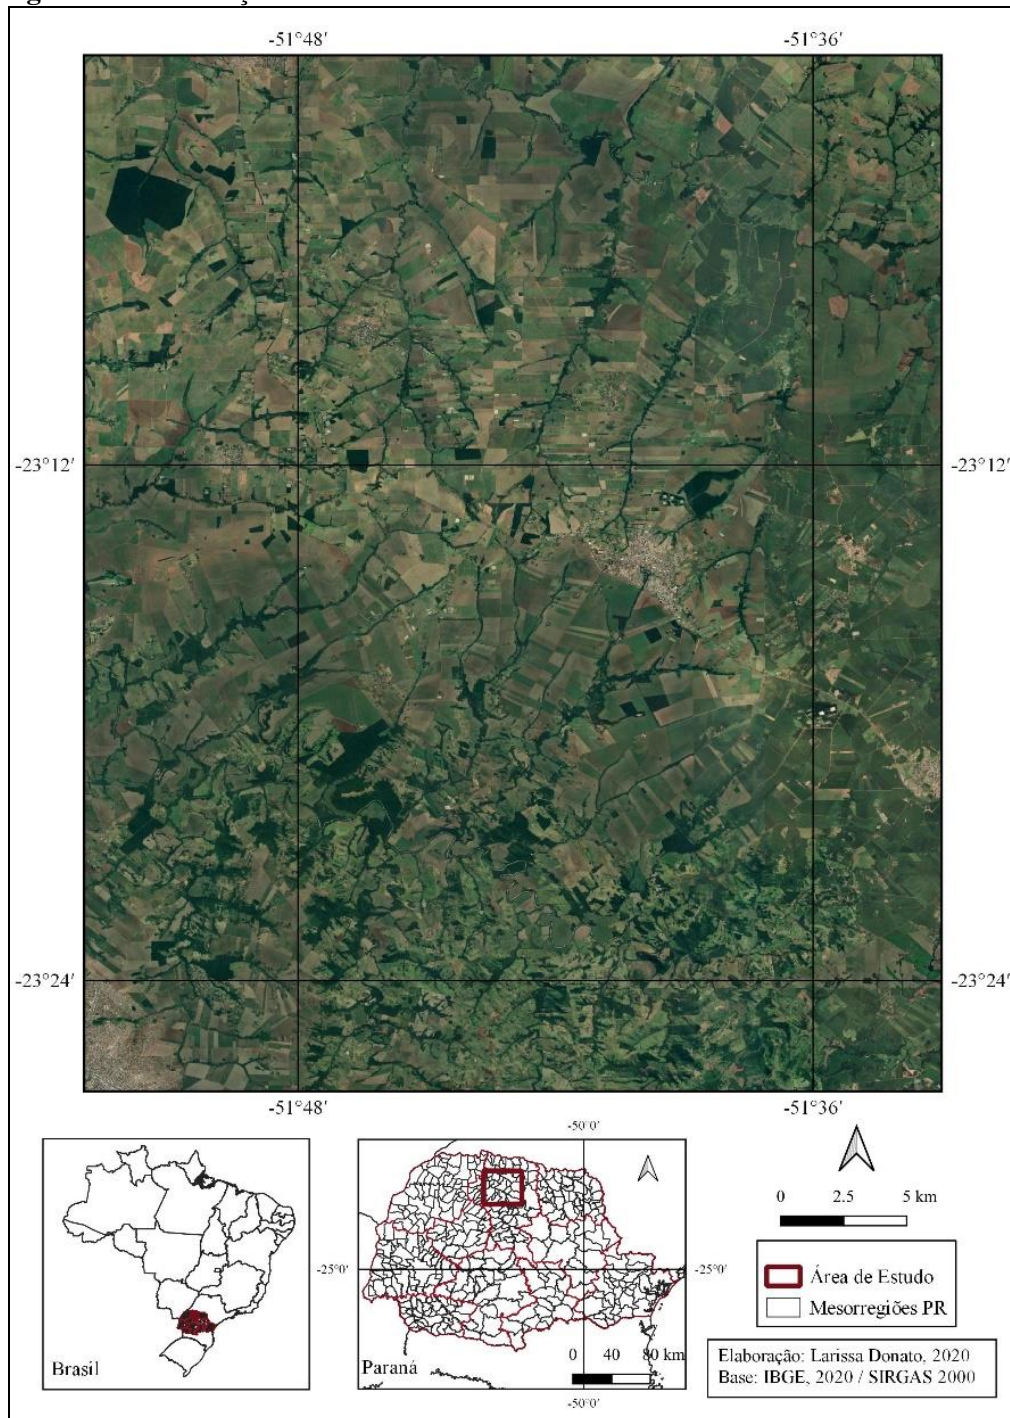 -51°48′ -51°36′
-23°12′ -23°12′
-23°24′ -23°24′
-51°48′ -51°36′
-50°0′
0 2.5 5 km
-25°0′ -25°0′
Área de Estudo
Mesorregiões PR
Brasil
Paraná
0 40 80 km
Elaboração: Larissa Donato, 2020
Base: IBGE, 2020 / SIRGAS 2000
-50°0′